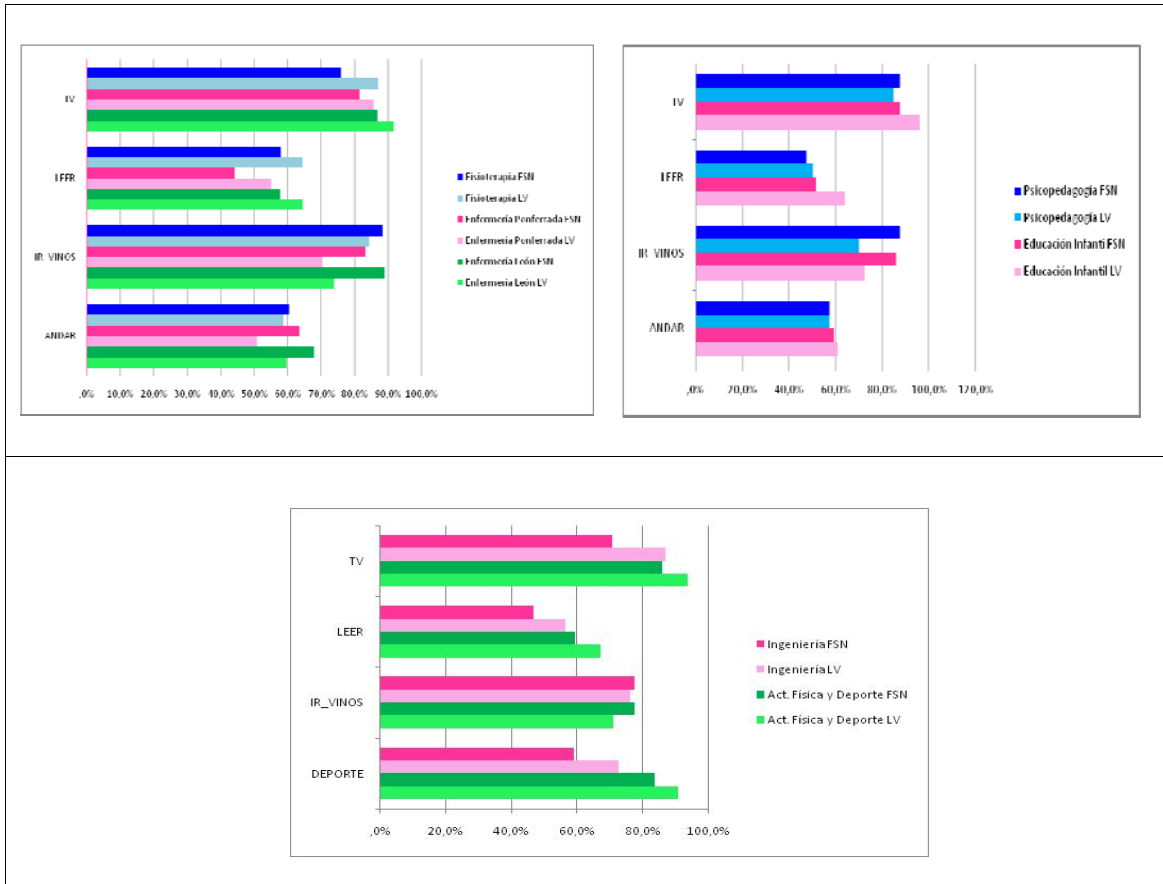 TV
LEER
IR_VINOS
ANDAR
,0% 10,0% 20,0% 30,0% 40,0% 50,0% 60,0% 70,0% 80,0% 90,0% 100,0%
Fisioterapia FSN
Fisioterapia LV
Enfermería Ponferrada FSN
Enfermería Ponferrada LV
Enfermería León FSN
Enfermería León LV
TV
LEER
IR_VINOS
ANDAR
,0% 20,0% 40,0% 60,0% 80,0% 100,0% 120,0%
Psicopedagogía FSN
Psicopedagogía LV
Educación Infanti FSN
Educación Infantil LV
TV
LEER
IR_VINOS
DEPORTE
,0% 20,0% 40,0% 60,0% 80,0% 100,0%
Ingeniería FSN
Ingeniería LV
Act. Física y Deporte FSN
Act. Física y Deporte LV